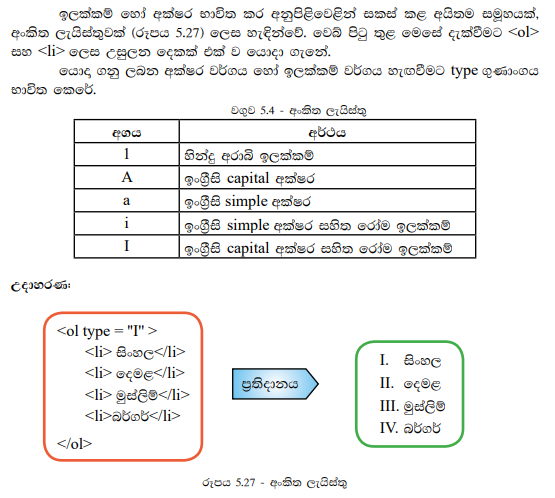 ඉලක්කම් හෝ අක්ෂර භාවිත කර අනුපිළිවෙළින් සකස් කළ අයිතම සමූහයක්,
අංකිත ලැයිස්තුවක් (රූපය 5.27) ලෙස හැඳින්වේ. වෙබ් පිටු තුළ මෙසේ දැක්වීමට <ol>
සහ <li> ලෙස උසුලන දෙකක් එක් ව යොදා ගැනේ.
යොදා ගනු ලබන අක්ෂර වර්ගය හෝ ඉලක්කම් වර්ගය හැඟවීමට type ගුණාංගය
භාවිත කෙරේ.
වගුව 5.4 - අංකිත ලැයිස්තු
අගය අර්ථය
1 හින්දු අරාබි ඉලක්කම්
A ඉංග්‍රීසි capital අක්ෂර
a ඉංග්‍රීසි simple අක්ෂර
i ඉංග්‍රීසි simple අක්ෂර සහිත රෝම ඉලක්කම්
I ඉංග්‍රීසි capital අක්ෂර සහිත රෝම ඉලක්කම්
උදාහරණ:
<ol type = "I" >
<li> සිංහල</li>
<li> දෙමළ</li>
<li> මුස්ලිම්</li>
<li>බර්ගර්</li>
</ol>
ප්‍රතිදානය
I. සිංහල
II. දෙමළ
III. මුස්ලිම්
IV. බර්ගර්
රූපය 5.27 - අංකිත ලැයිස්තු